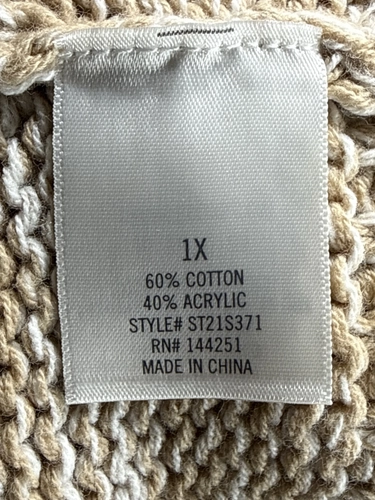 1X
60% COTTON
40% ACRYLIC
STYLE# ST21S371
RN# 144251
MADE IN CHINA